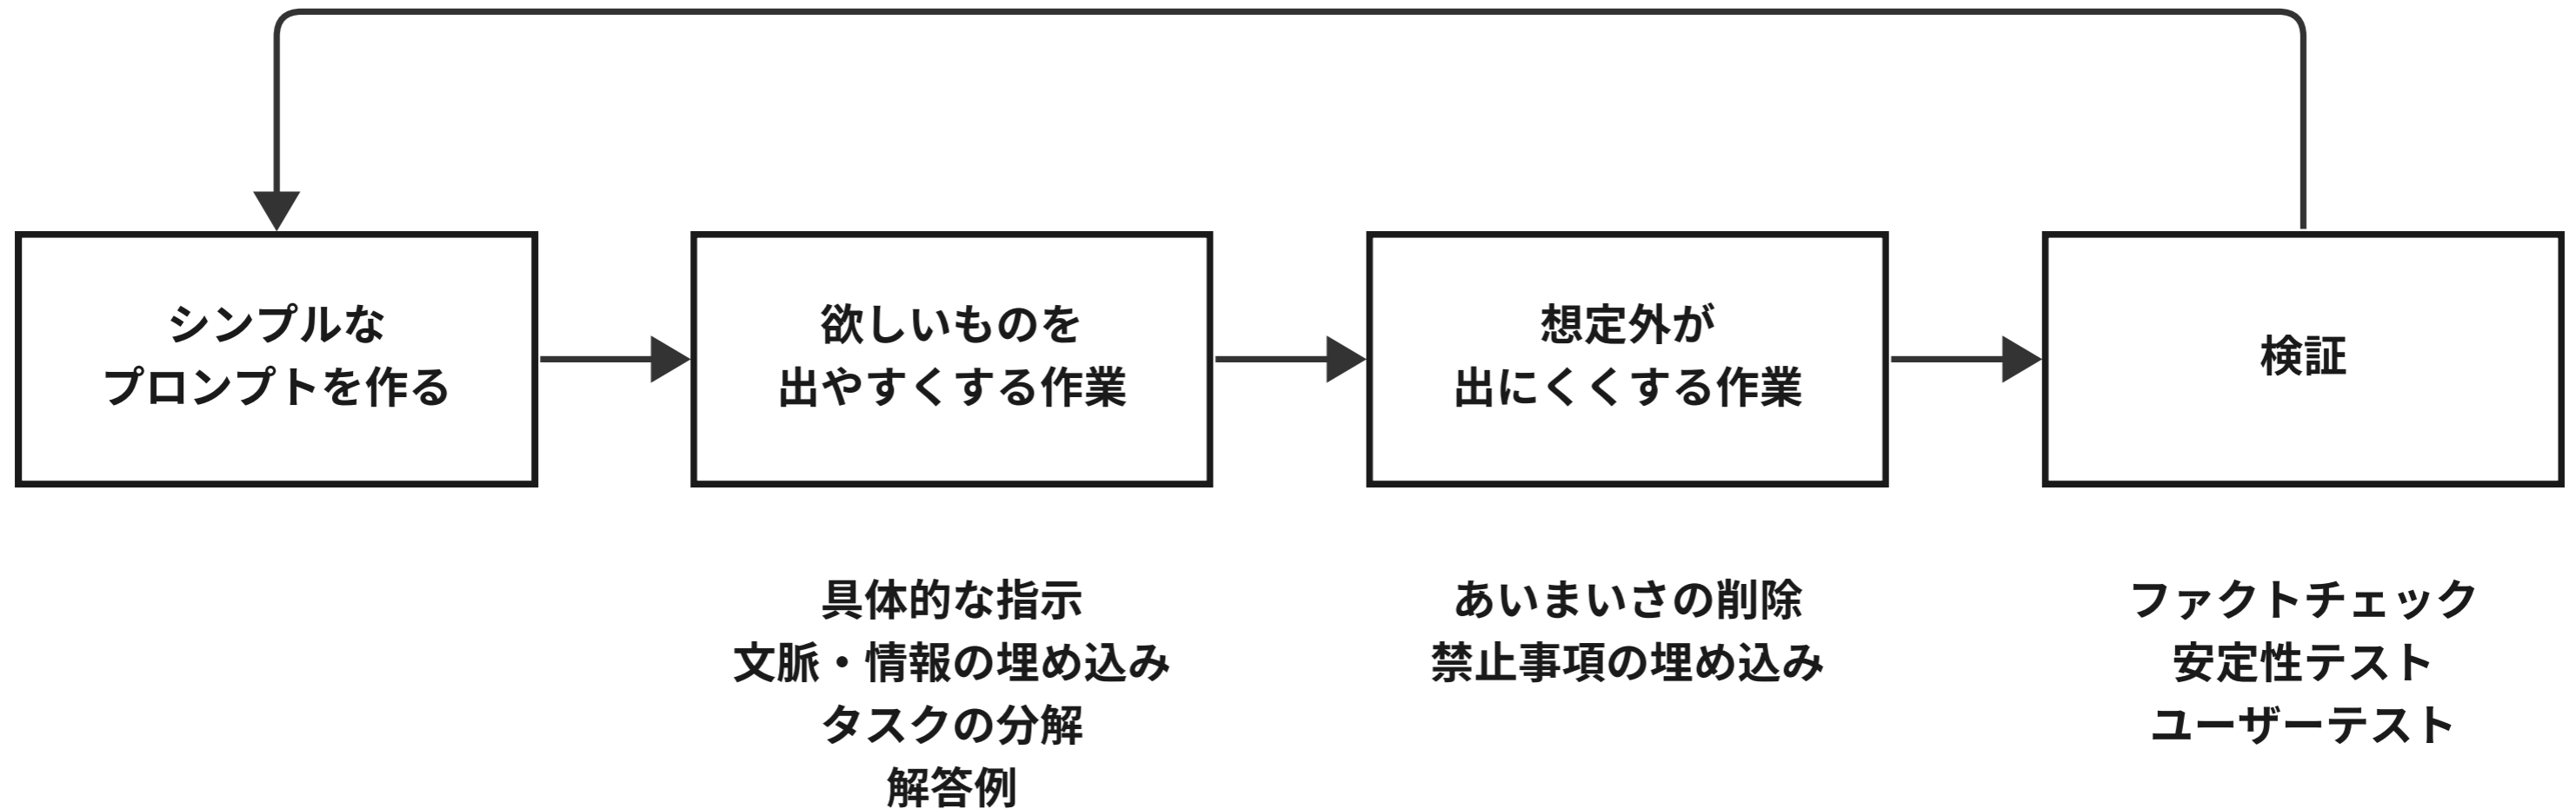 シンプルな
プロンプトを作る
欲しいものを
出やすくする作業
想定外が
出にくくする作業
検証
具体的な指示
文脈・情報の埋め込み
タスクの分解
解答例
あいまいさの削除
禁止事項の埋め込み
ファクトチェック
安定性テスト
ユーザーテスト